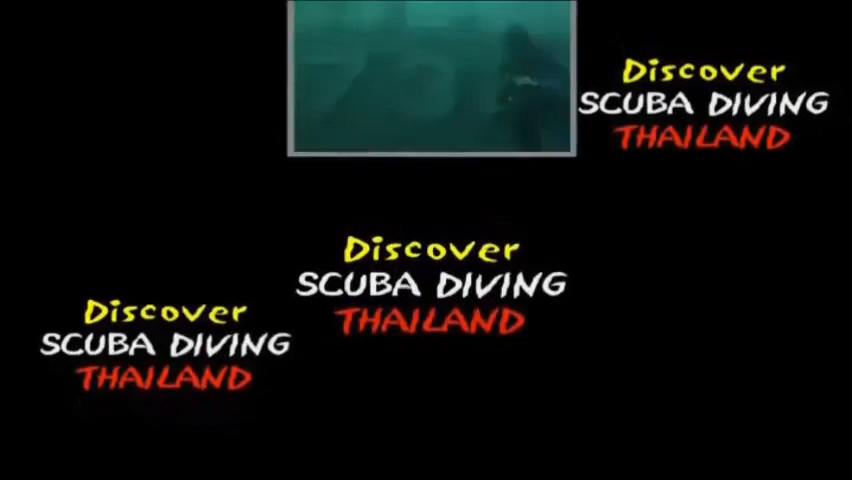 Discover
SCUBA DIVING
THAILAND
Discover
SCUBA DIVING
THAILAND
Discover
SCUBA DIVING
THAILAND